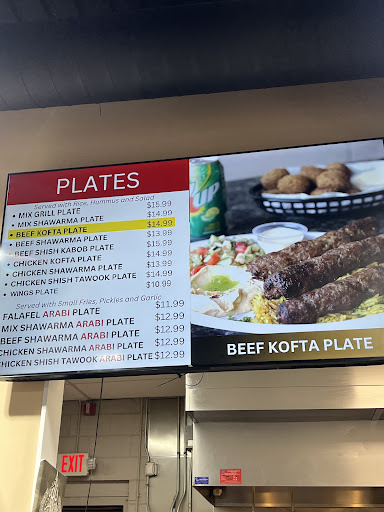 PLATES
Served with Rice, Hummus and Salad
• MIX GRILL PLATE $15.99
• MIX SHAWARMA PLATE $14.99
• BEEF KOFTA PLATE $14.99
• BEEF SHAWARMA PLATE $13.99
• BEEF SHISH KABOB PLATE $15.99
• CHICKEN KOFTA PLATE $14.99
• CHICKEN SHAWARMA PLATE $13.99
• CHICKEN SHISH TAWOOK PLATE $14.99
• WINGS PLATE $10.99
Served with Small Fries, Pickles and Garlic
FALAFEL ARABI PLATE $11.99
MIX SHAWARMA ARABI PLATE $12.99
BEEF SHAWARMA ARABI PLATE $12.99
CHICKEN SHAWARMA ARABI PLATE $12.99
CHICKEN SHISH TAWOOK ARABI PLATE $12.99
UP
BEEF KOFTA PLATE
EXIT